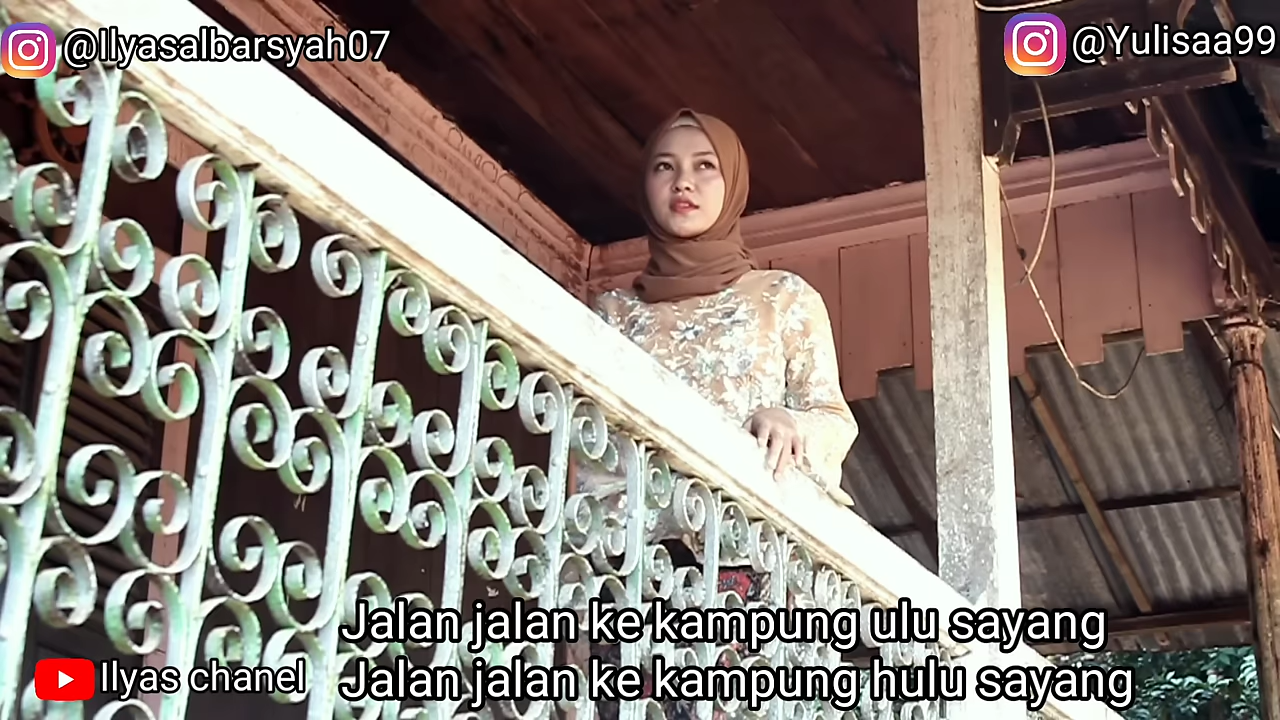 @Ilyasalbarsyah07
@Yulisaa99
Jalan jalan ke kampung ulu sayang
Jalan jalan ke kampung hulu sayang
Ilyas chanel